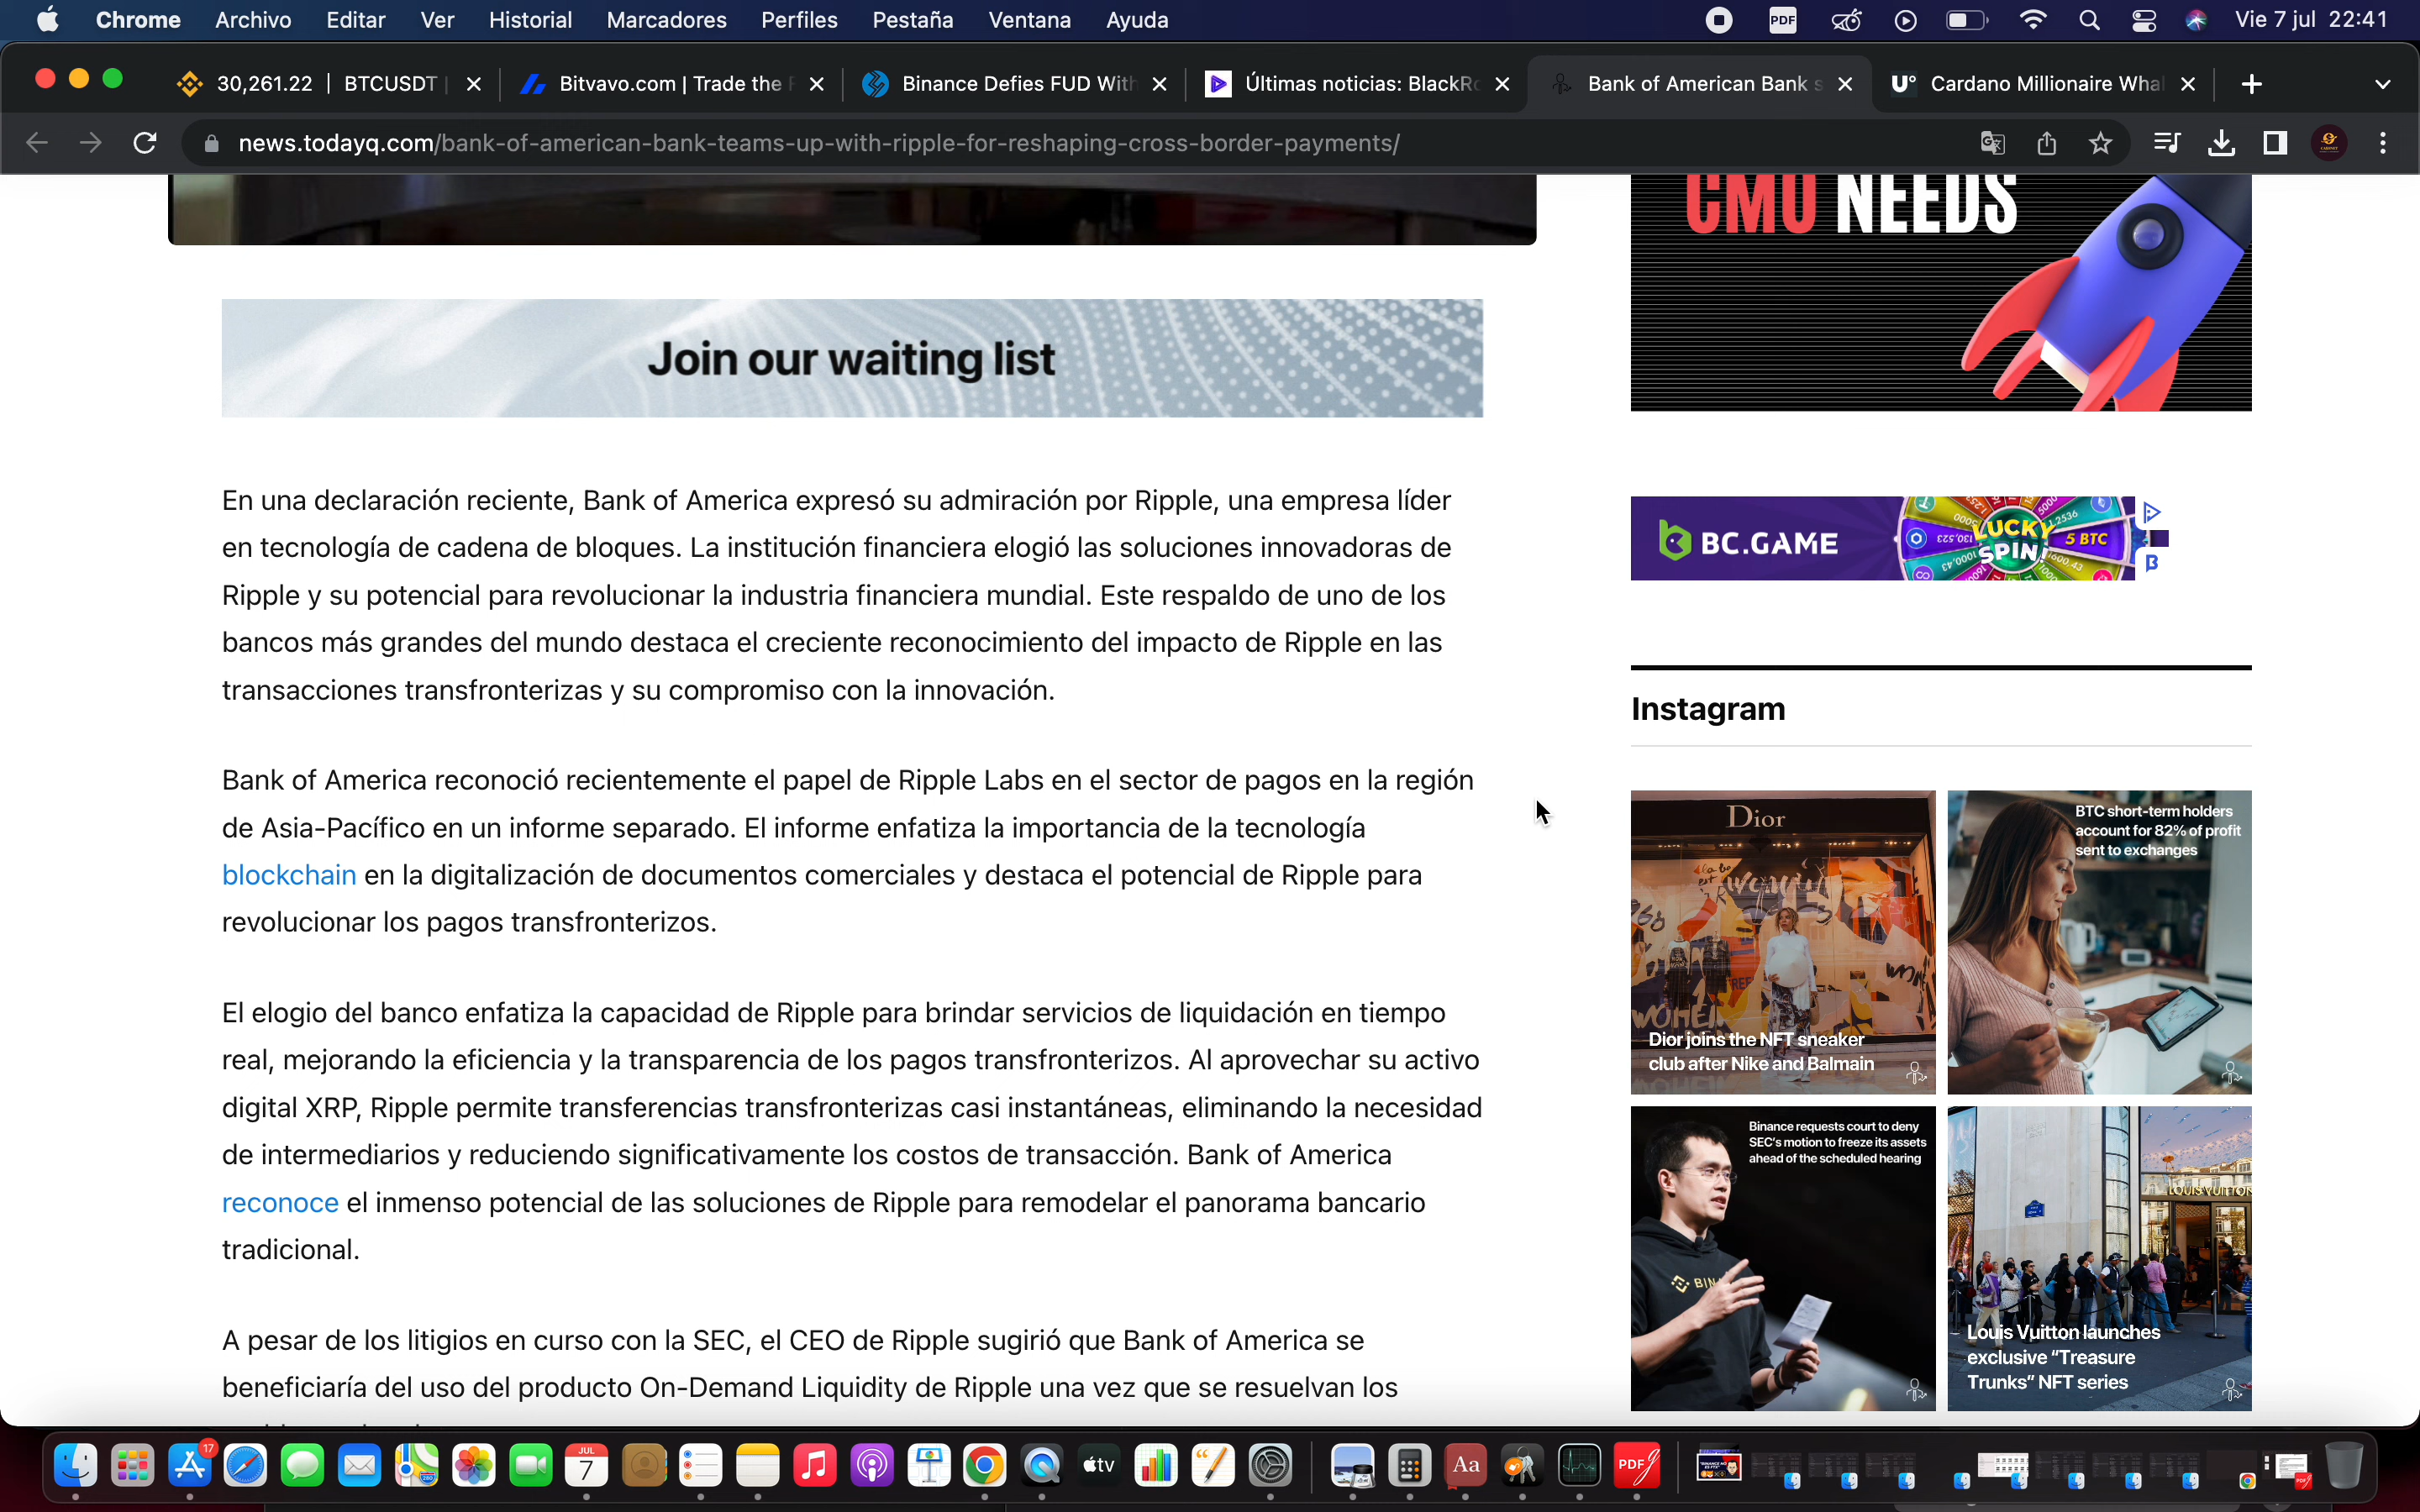 Chrome Archivo Editar Ver Historial Marcadores Perfiles Pestaña Ventana Ayuda PDF Vie 7 jul 22:41
30,261.22 | BTCUSDT | Bitvavo.com | Trade the Binance Defies FUD With Últimas noticias: BlackRo Bank of American Bank s U° Cardano Millionaire Whal
news.todayq.com/bank-of-american-bank-teams-up-with-ripple-for-reshaping-cross-border-payments/
CMO NEEDS
Join our waiting list
En una declaración reciente, Bank of America expresó su admiración por Ripple, una empresa líder
en tecnología de cadena de bloques. La institución financiera elogió las soluciones innovadoras de
Ripple y su potencial para revolucionar la industria financiera mundial. Este respaldo de uno de los
bancos más grandes del mundo destaca el creciente reconocimiento del impacto de Ripple en las
transacciones transfronterizas y su compromiso con la innovación.
Bank of America reconoció recientemente el papel de Ripple Labs en el sector de pagos en la región
de Asia-Pacífico en un informe separado. El informe enfatiza la importancia de la tecnología
blockchain en la digitalización de documentos comerciales y destaca el potencial de Ripple para
revolucionar los pagos transfronterizos.
El elogio del banco enfatiza la capacidad de Ripple para brindar servicios de liquidación en tiempo
real, mejorando la eficiencia y la transparencia de los pagos transfronterizos. Al aprovechar su activo
digital XRP, Ripple permite transferencias transfronterizas casi instantáneas, eliminando la necesidad
de intermediarios y reduciendo significativamente los costos de transacción. Bank of America
reconoce el inmenso potencial de las soluciones de Ripple para remodelar el panorama bancario
tradicional.
A pesar de los litigios en curso con la SEC, el CEO de Ripple sugirió que Bank of America se
beneficiaría del uso del producto On-Demand Liquidity de Ripple una vez que se resuelvan los
BC.GAME
LUCKY
SPIN!
5 BTC
Instagram
Dior
Dior joins the NFT sneaker
club after Nike and Balmain
BTC short-term holders
account for 82% of profit
sent to exchanges
Binance requests court to deny
SEC's motion to freeze its assets
ahead of the scheduled hearing
BIN
LOUIS VUITTON
Louis Vuitton launches
exclusive "Treasure
Trunks" NFT series
17
JUL
7
tv
Aa
PDF